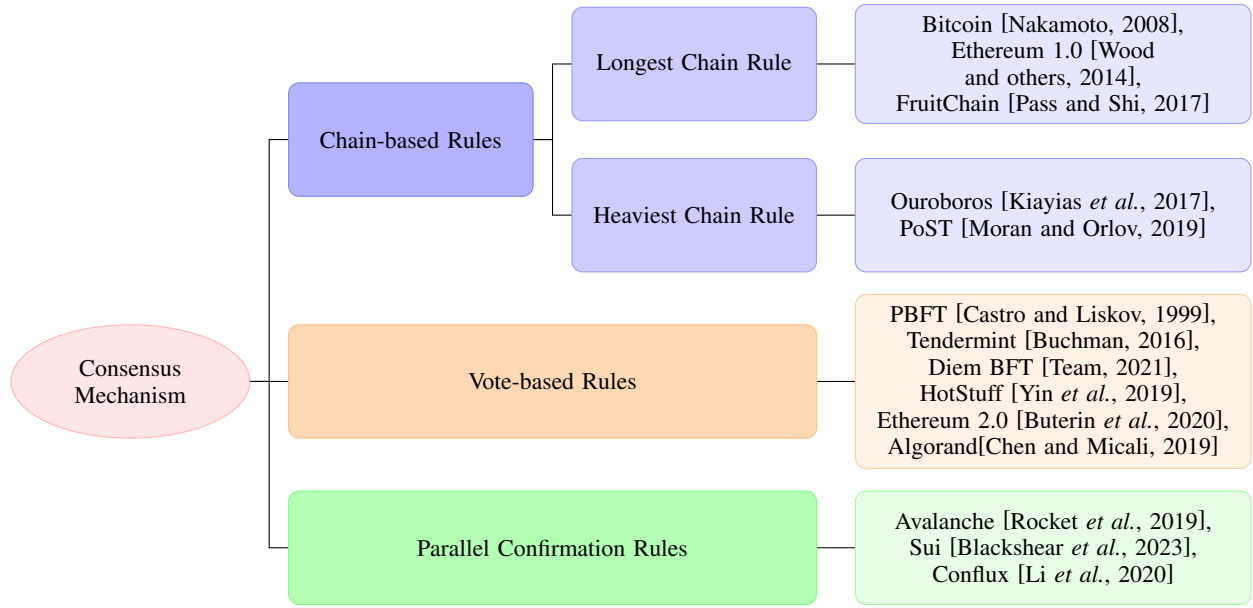 Consensus
Mechanism
Chain-based Rules
Longest Chain Rule
Bitcoin [Nakamoto, 2008],
Ethereum 1.0 [Wood
and others, 2014],
FruitChain [Pass and Shi, 2017]
Heaviest Chain Rule
Ouroboros [Kiayias et al., 2017],
PoST [Moran and Orlov, 2019]
Vote-based Rules
PBFT [Castro and Liskov, 1999],
Tendermint [Buchman, 2016],
Diem BFT [Team, 2021],
HotStuff [Yin et al., 2019],
Ethereum 2.0 [Buterin et al., 2020],
Algorand[Chen and Micali, 2019]
Parallel Confirmation Rules
Avalanche [Rocket et al., 2019],
Sui [Blackshear et al., 2023],
Conflux [Li et al., 2020]